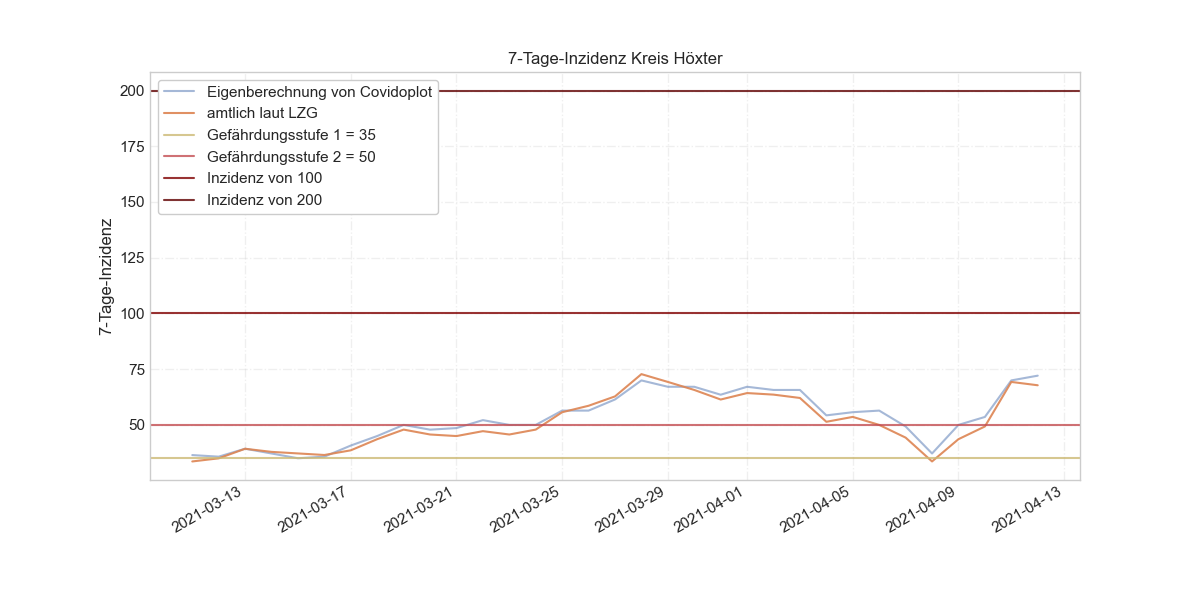 7-Tage-Inzidenz Kreis Höxter
7-Tage-Inzidenz
200
175
150
125
100
75
50
Eigenberechnung von Covidoplot
amtlich laut LZG
Gefährdungsstufe 1 = 35
Gefährdungsstufe 2 = 50
Inzidenz von 100
Inzidenz von 200
2021-03-13
2021-03-17
2021-03-21
2021-03-25
2021-03-29
2021-04-01
2021-04-05
2021-04-09
2021-04-13